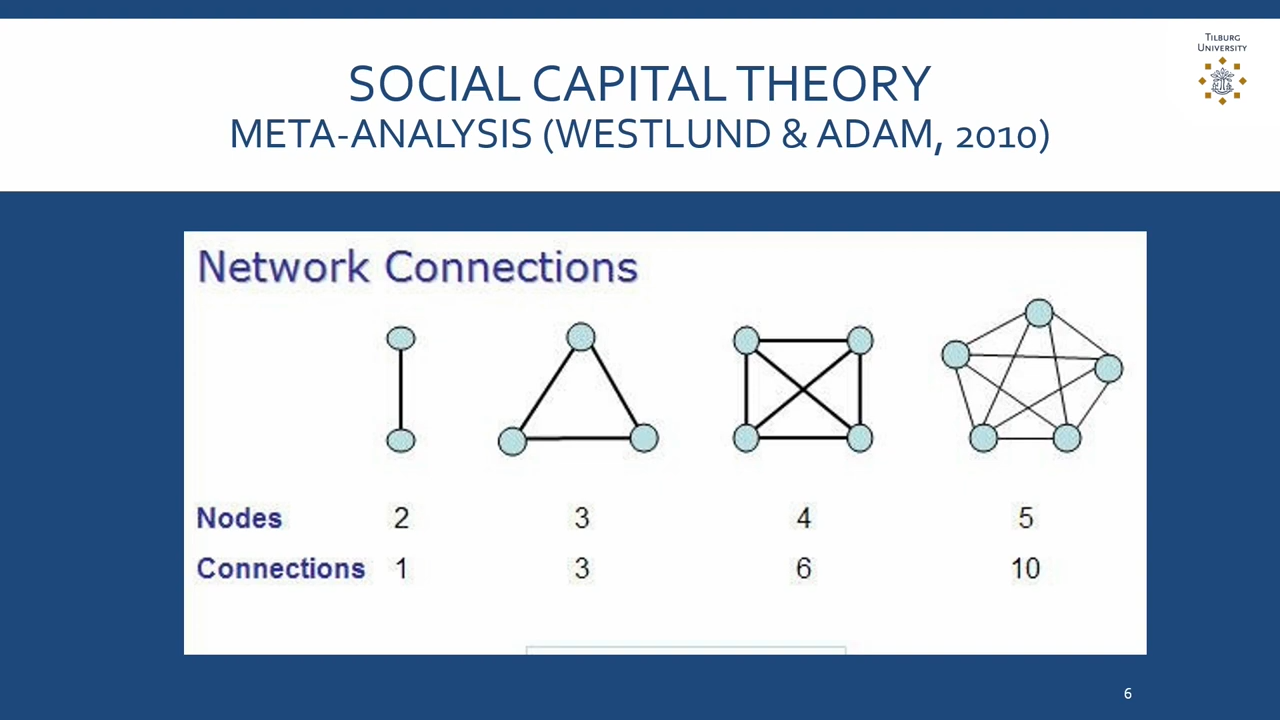 TILBURG
UNIVERSITY
SOCIAL CAPITAL THEORY
META-ANALYSIS (WESTLUND & ADAM, 2010)
Network Connections
Nodes 2 3 4 5
Connections 1 3 6 10
6